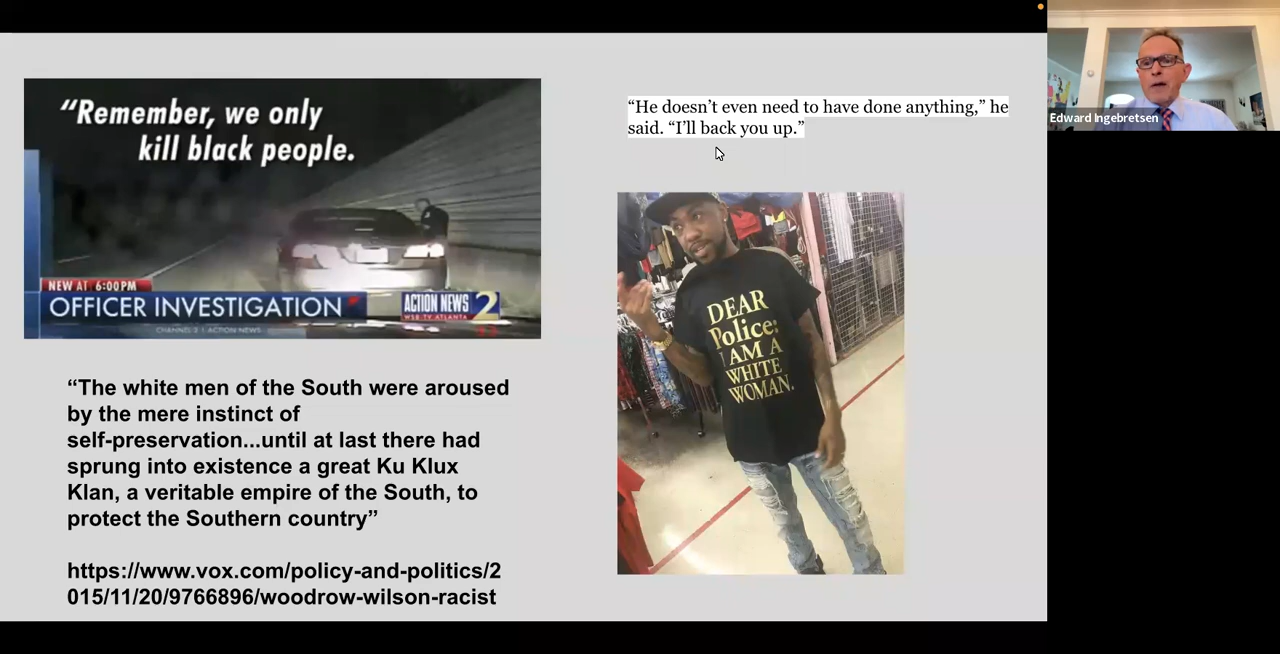 “Remember, we only
kill black people.
NEW AT 6:00PM
OFFICER INVESTIGATION
ACTION NEWS 2
WSB-TV ATLANTA
CHANNEL 2 ACTION NEWS
“The white men of the South were aroused
by the mere instinct of
self-preservation...until at last there had
sprung into existence a great Ku Klux
Klan, a veritable empire of the South, to
protect the Southern country”
https://www.vox.com/policy-and-politics/2
015/11/20/9766896/woodrow-wilson-racist
“He doesn’t even need to have done anything,” he
said. “I’ll back you up.”
DEAR
Police:
I AM A
WHITE
WOMAN.
Edward Ingebretsen